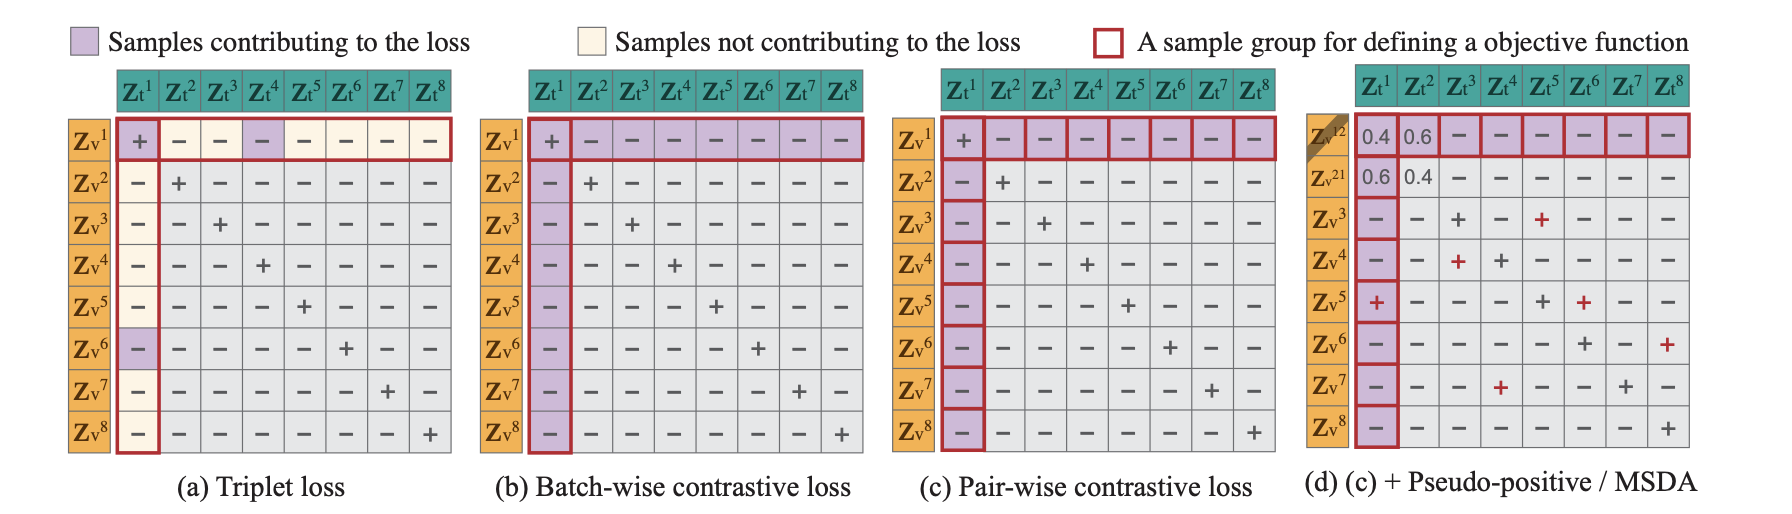 Samples contributing to the loss
Samples not contributing to the loss
A sample group for defining a objective function
Zt1 Zt2 Zt3 Zt4 Zt5 Zt6 Zt7 Zt8
Zv1 + − − − − − − −
Zv2 − + − − − − − −
Zv3 − − + − − − − −
Zv4 − − − + − − − −
Zv5 − − − − + − − −
Zv6 − − − − − + − −
Zv7 − − − − − − + −
Zv8 − − − − − − − +
(a) Triplet loss
Zt1 Zt2 Zt3 Zt4 Zt5 Zt6 Zt7 Zt8
Zv1 + − − − − − − −
Zv2 − + − − − − − −
Zv3 − − + − − − − −
Zv4 − − − + − − − −
Zv5 − − − − + − − −
Zv6 − − − − − + − −
Zv7 − − − − − − + −
Zv8 − − − − − − − +
(b) Batch-wise contrastive loss
Zt1 Zt2 Zt3 Zt4 Zt5 Zt6 Zt7 Zt8
Zv1 + − − − − − − −
Zv2 − + − − − − − −
Zv3 − − + − − − − −
Zv4 − − − + − − − −
Zv5 − − − − + − − −
Zv6 − − − − − + − −
Zv7 − − − − − − + −
Zv8 − − − − − − − +
(c) Pair-wise contrastive loss
Zt1 Zt2 Zt3 Zt4 Zt5 Zt6 Zt7 Zt8
Zv12 0.4 0.6 − − − − − −
Zv21 0.6 0.4 − − − − − −
Zv3 − − + − + − − −
Zv4 − − + + − − − −
Zv5 + − − − + + − −
Zv6 − − − − − + − +
Zv7 − − − + − − + −
Zv8 − − − − − − − +
(d) (c) + Pseudo-positive / MSDA